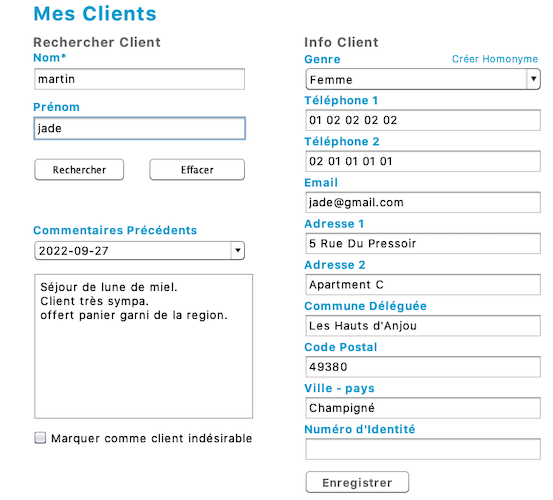 Mes Clients
Rechercher Client
Nom*
martin
Prénom
jade
Rechercher
Effacer
Commentaires Précédents
2022-09-27
Séjour de lune de miel.
Client très sympa.
offert panier garni de la region.
Marquer comme client indésirable
Info Client
Genre
Créer Homonyme
Femme
Téléphone 1
01 02 02 02 02
Téléphone 2
02 01 01 01 01
Email
jade@gmail.com
Adresse 1
5 Rue Du Pressoir
Adresse 2
Apartment C
Commune Déléguée
Les Hauts d'Anjou
Code Postal
49380
Ville - pays
Champigné
Numéro d'Identité
Enregistrer